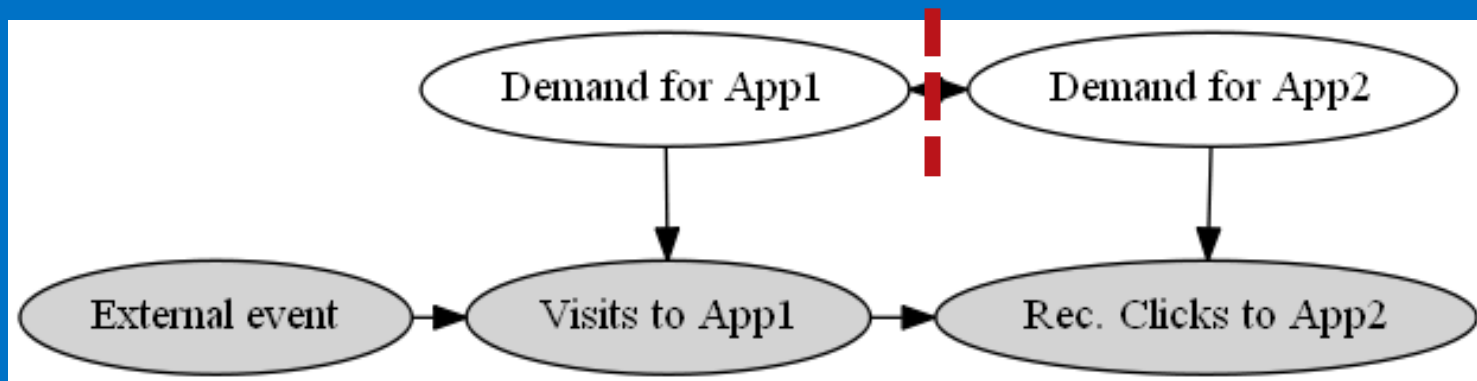 Demand for App1
Demand for App2
External event
Visits to App1
Rec. Clicks to App2